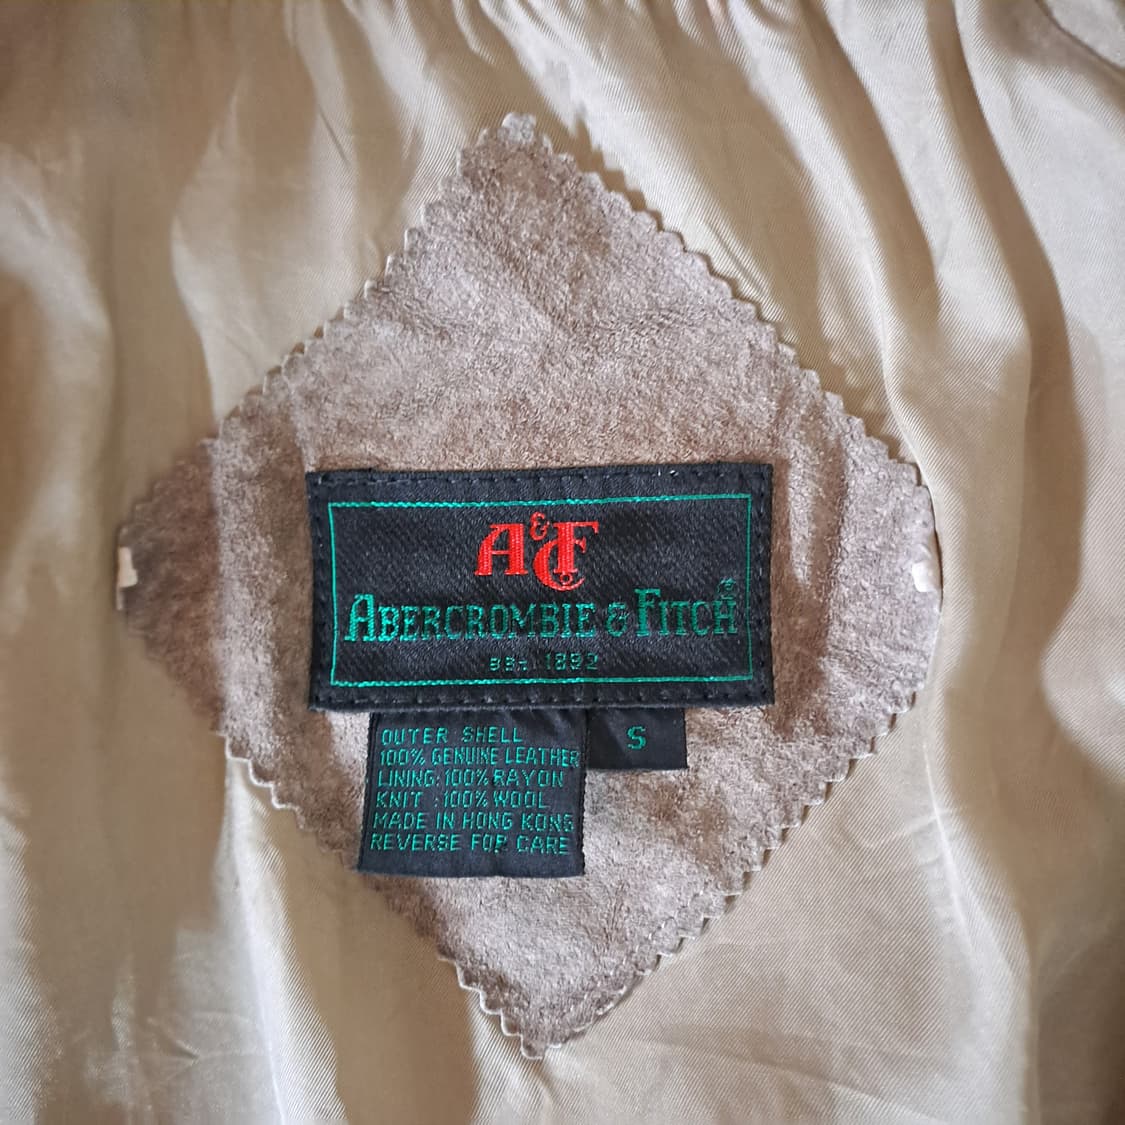 A&F Co
ABERCROMBIE & FITCH®
EST. 1892
S
OUTER SHELL
100% GENUINE LEATHER
LINING: 100% RAYON
KNIT : 100% WOOL
MADE IN HONG KONG
REVERSE FOR CARE